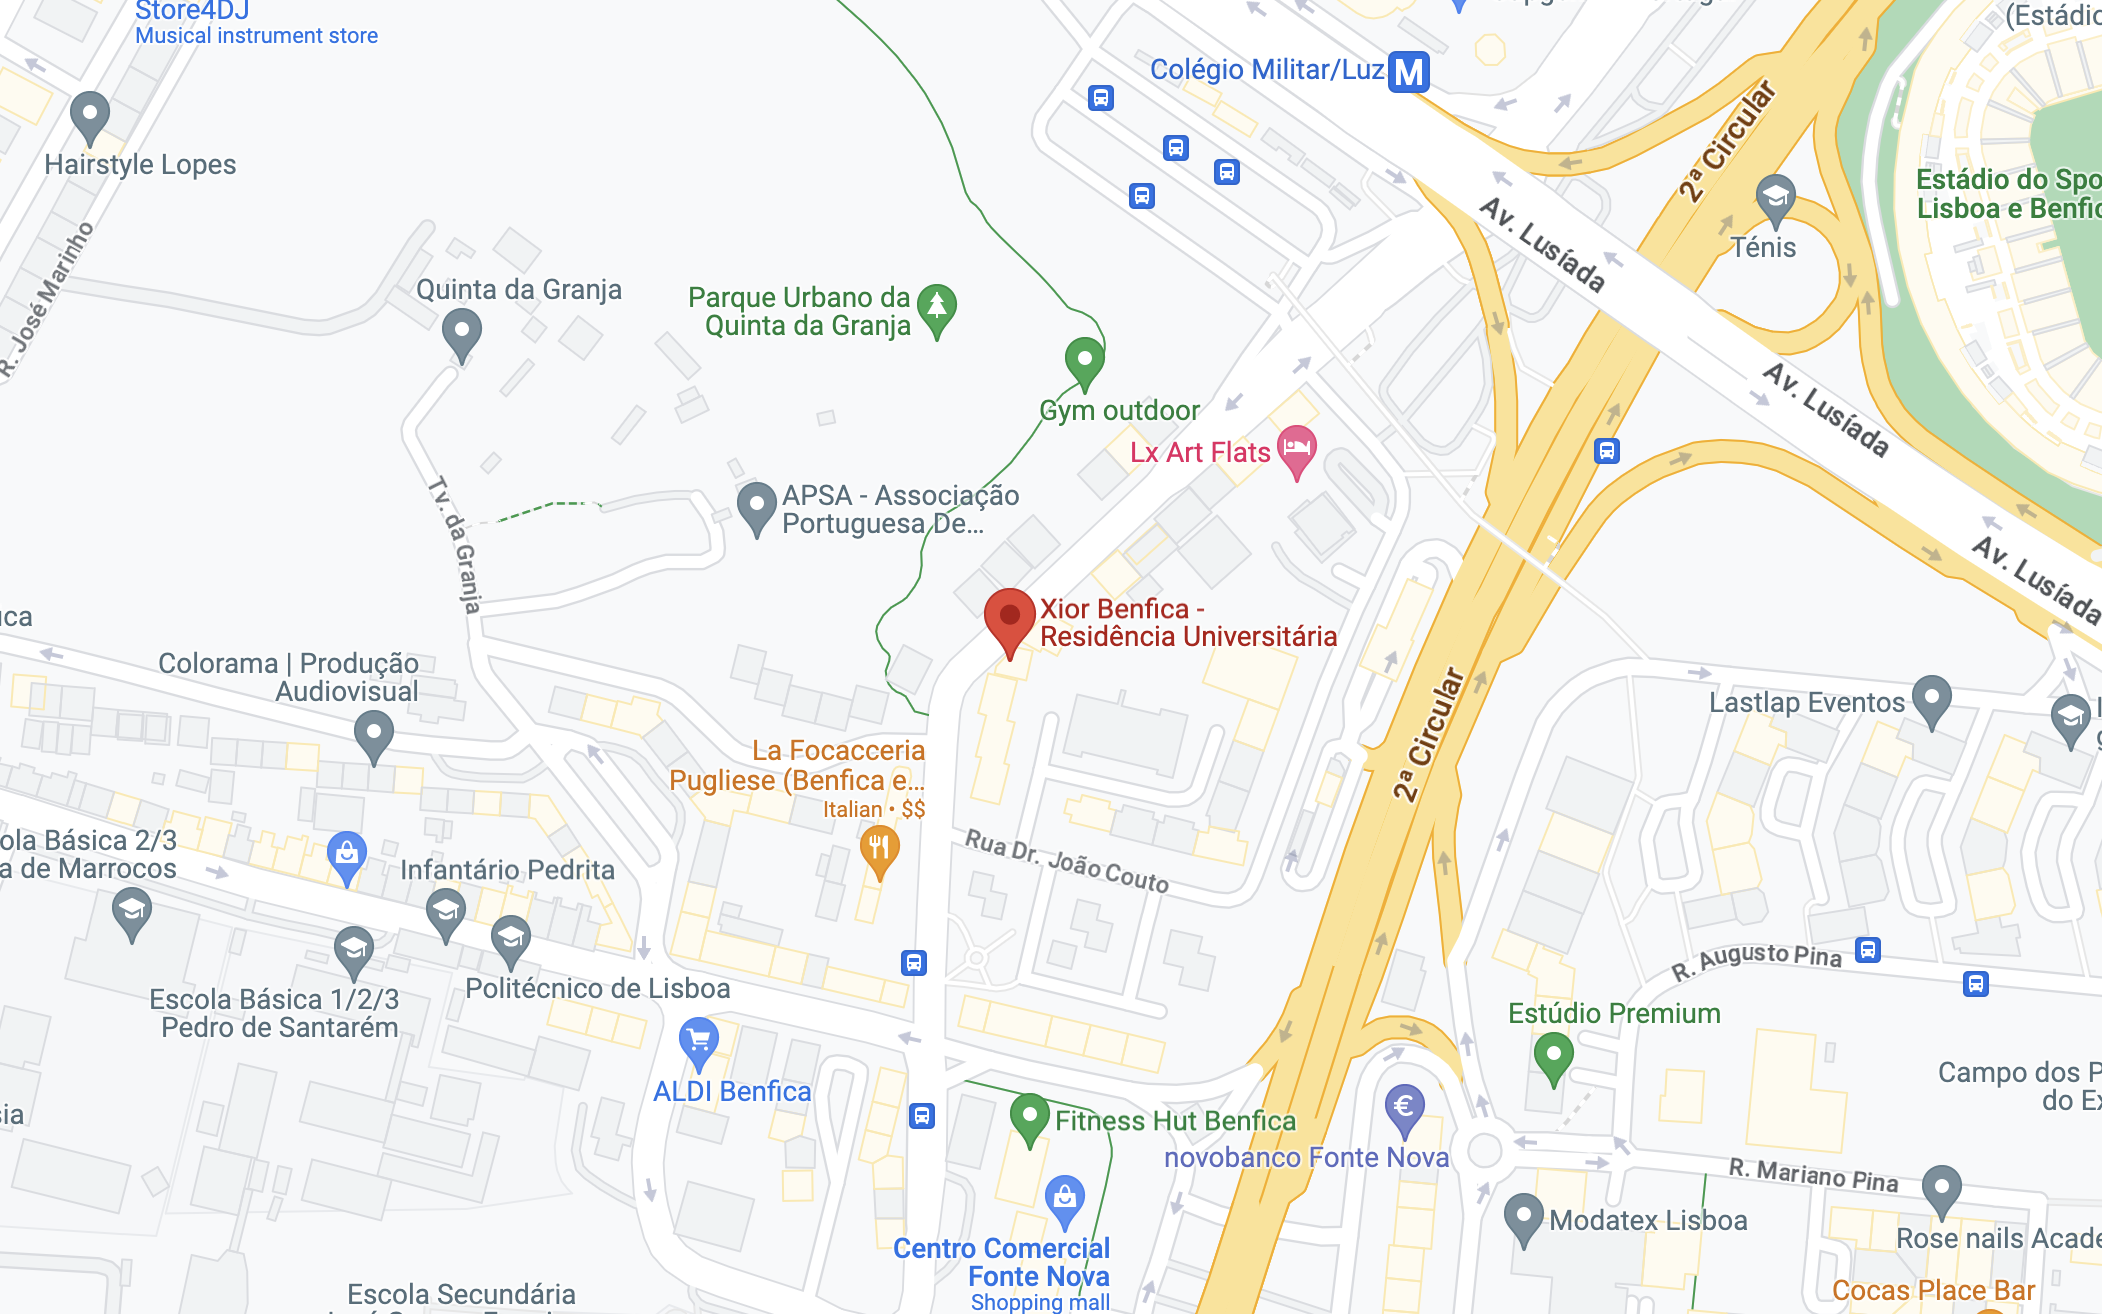 Store4DJ
Musical instrument store
(Estádio
Colégio Militar/Luz
M
2ª Circular
Hairstyle Lopes
Estádio do Spo
Lisboa e Benfic
Av. Lusíada
Ténis
R. José Marinho
Quinta da Granja
Parque Urbano da
Quinta da Granja
Gym outdoor
Av. Lusíada
Lx Art Flats
Tv. da Granja
APSA - Associação
Portuguesa De...
Av. Lusíada
ica
Xior Benfica -
Residência Universitária
Colorama | Produção
Audiovisual
2ª Circular
Lastlap Eventos
La Focacceria
Pugliese (Benfica e...
Italian • $$
ola Básica 2/3
a de Marrocos
Infantário Pedrita
Rua Dr. João Couto
Politécnico de Lisboa
R. Augusto Pina
Escola Básica 1/2/3
Pedro de Santarém
Estúdio Premium
ALDI Benfica
Campo dos P
do Ex
sia
Fitness Hut Benfica
€
novobanco Fonte Nova
R. Mariano Pina
Modatex Lisboa
Rose nails Acade
Centro Comercial
Fonte Nova
Shopping mall
Escola Secundária
Cocas Place Bar